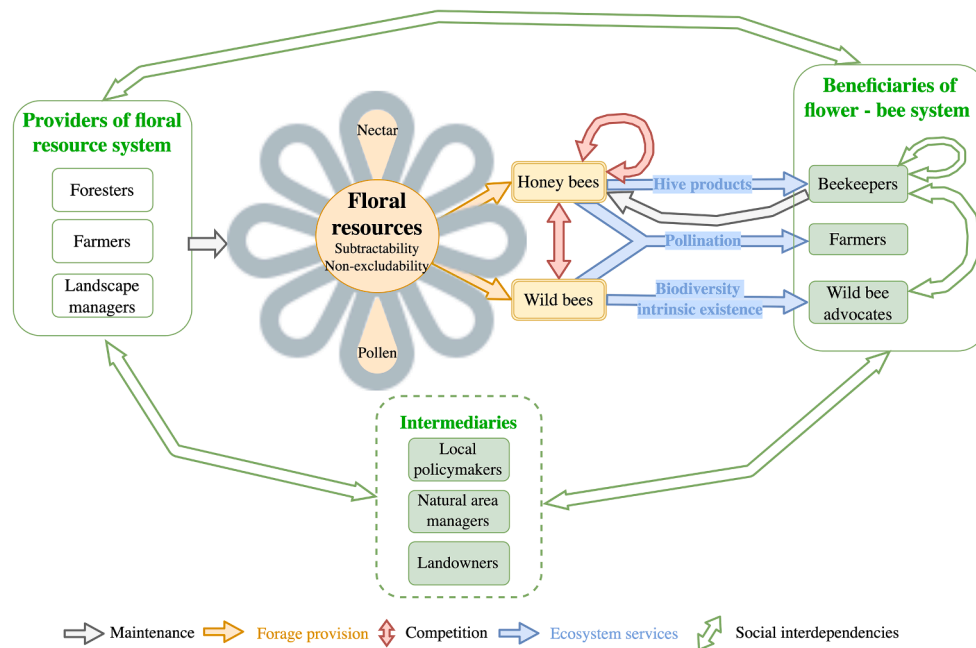 Providers of floral
resource system
Foresters
Farmers
Landscape
managers
Nectar
Floral
resources
Subtractability
Non-excludability
Pollen
Honey bees
Wild bees
Hive products
Pollination
Biodiversity
intrinsic existence
Beneficiaries of
flower - bee system
Beekeepers
Farmers
Wild bee
advocates
Intermediaries
Local
policymakers
Natural area
managers
Landowners
Maintenance
Forage provision
Competition
Ecosystem services
Social interdependencies